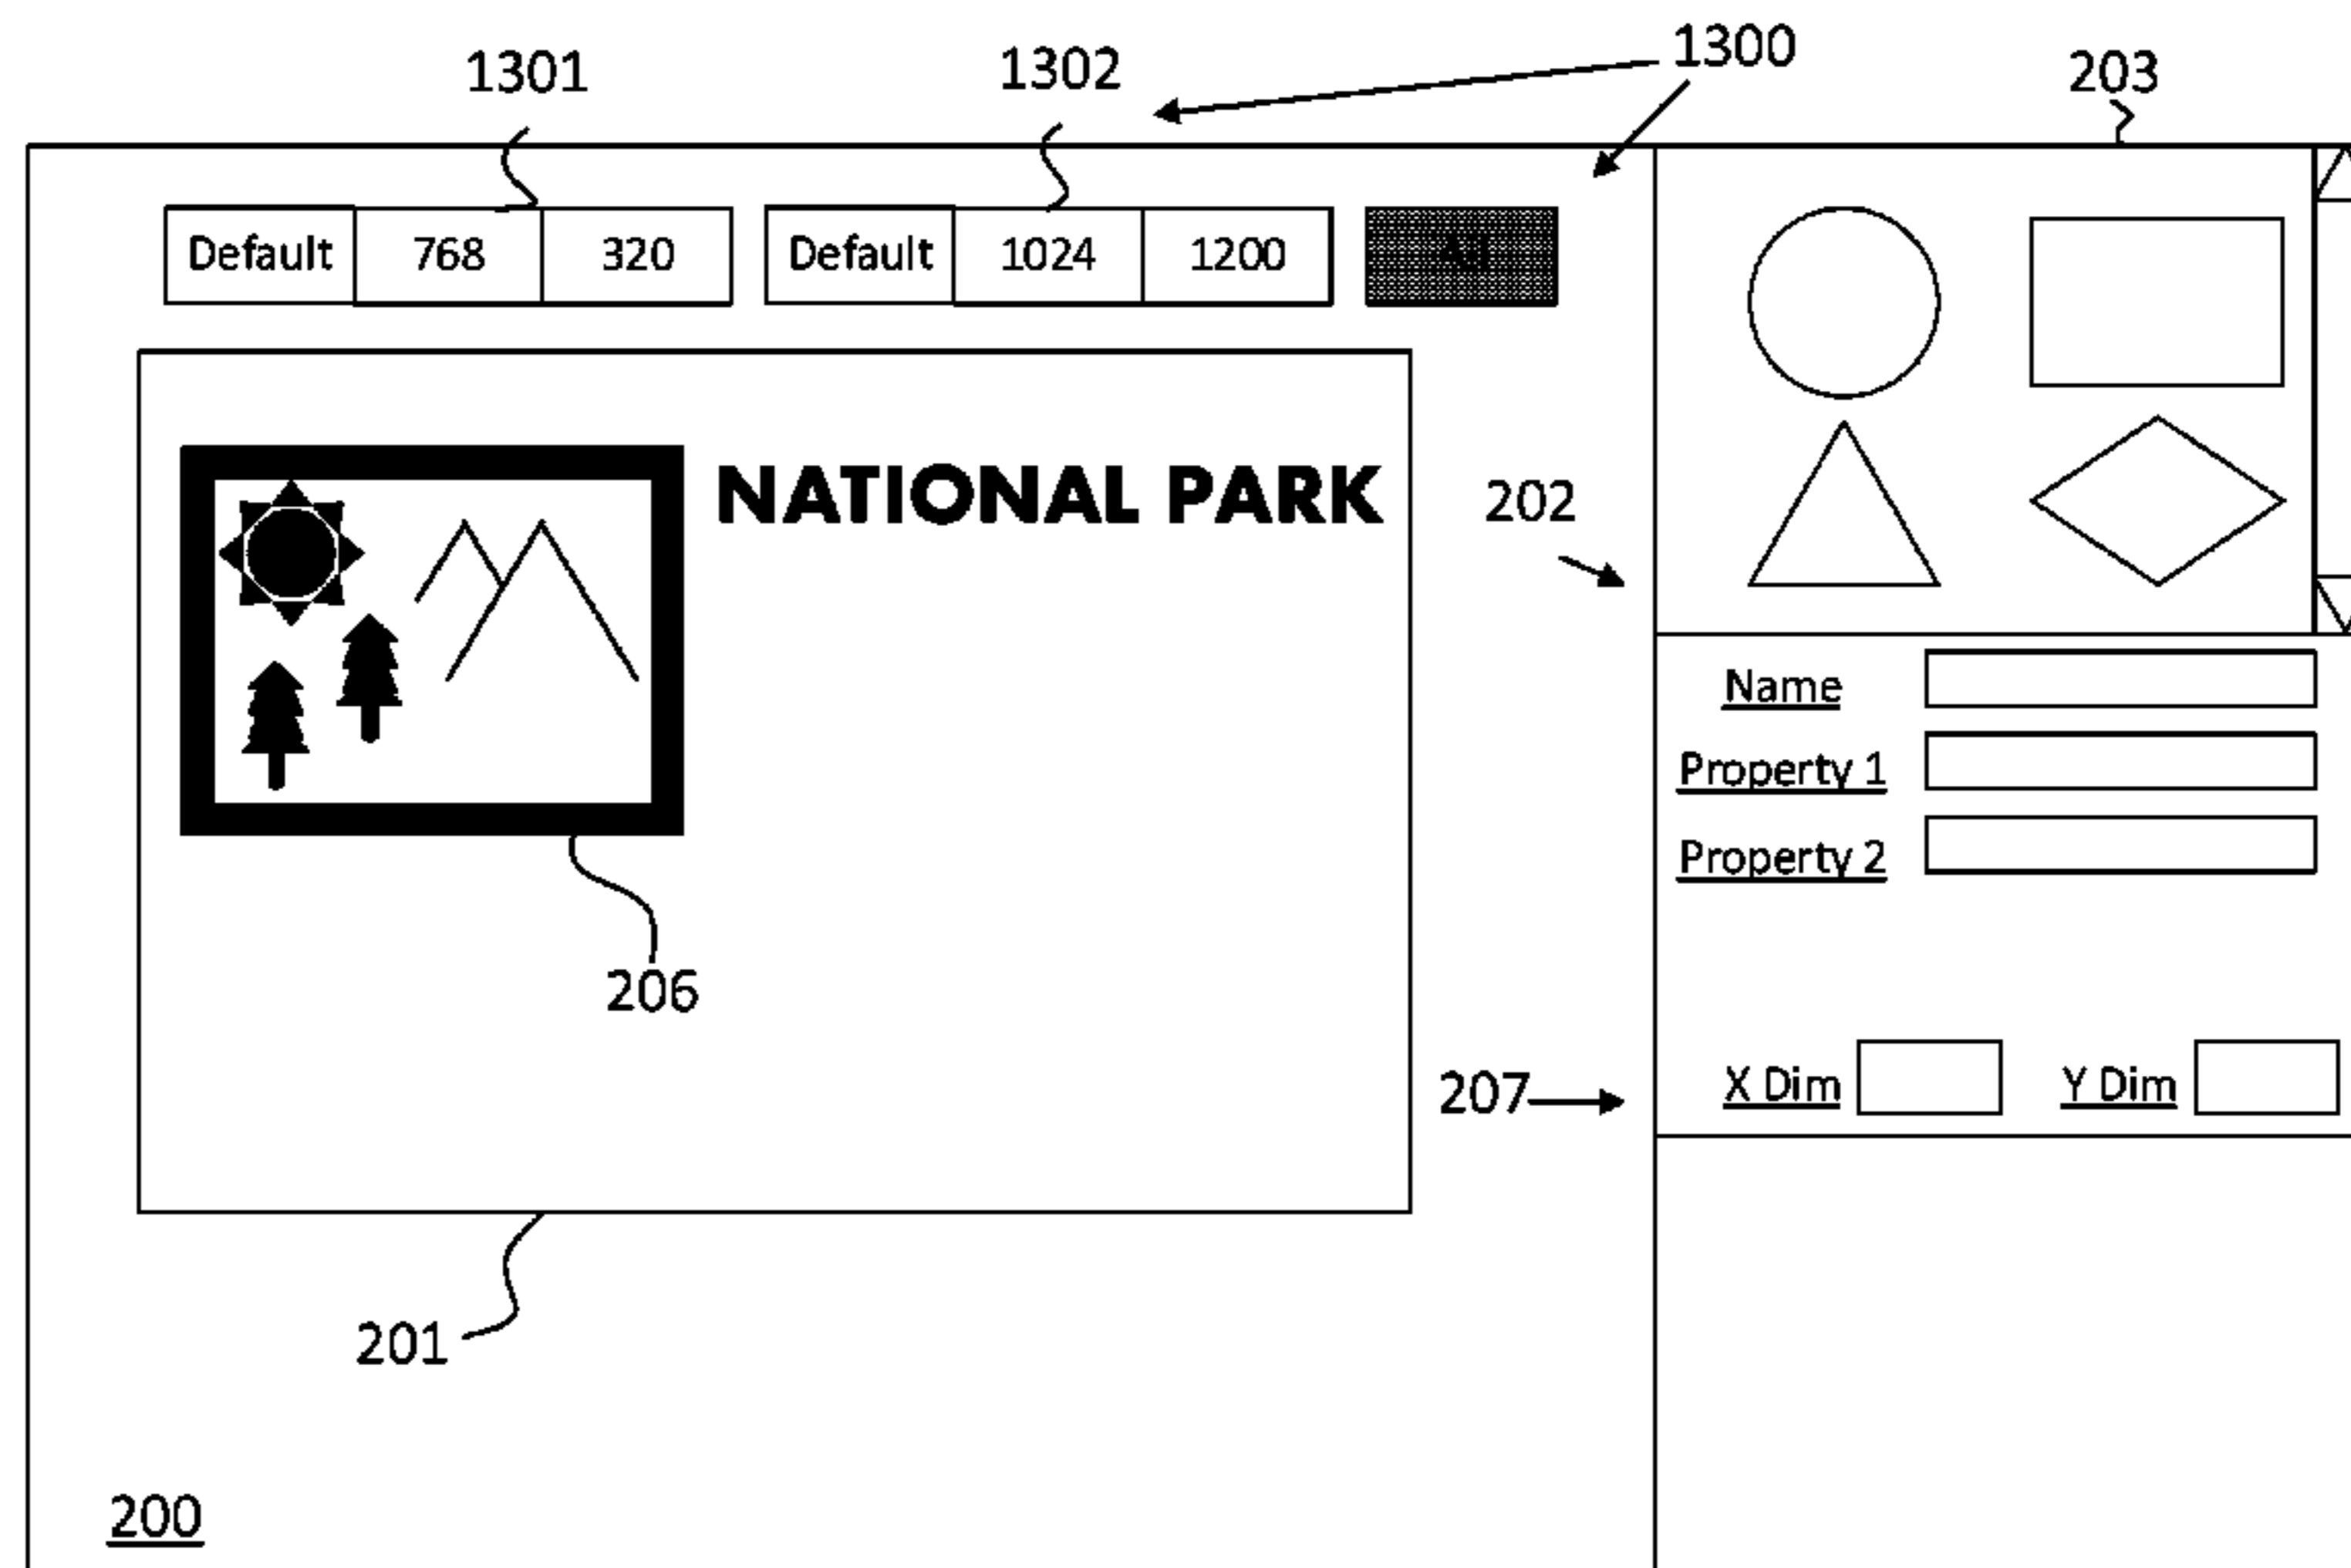 1301
1302
1300
203
Default 768 320 Default 1024 1200
NATIONAL PARK
202
Name
Property 1
Property 2
206
207
X Dim
Y Dim
201
200